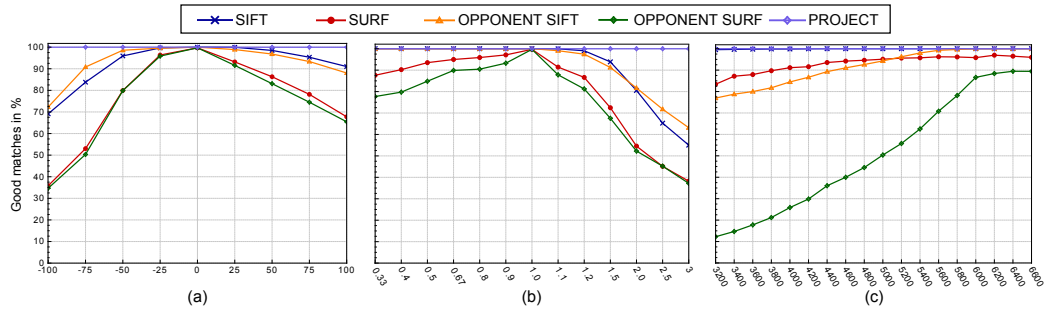 SIFT SURF OPPONENT SIFT OPPONENT SURF PROJECT
Good matches in %
100
90
80
70
60
50
40
30
20
10
0
-100 -75 -50 -25 0 25 50 75 100
(a)
0.33 0.4 0.5 0.67 0.8 0.9 1.0 1.1 1.2 1.5 2.0 2.5 3
(b)
3200 3400 3600 3800 4000 4200 4400 4600 4800 5000 5200 5400 5600 5800 6000 6200 6400 6600
(c)